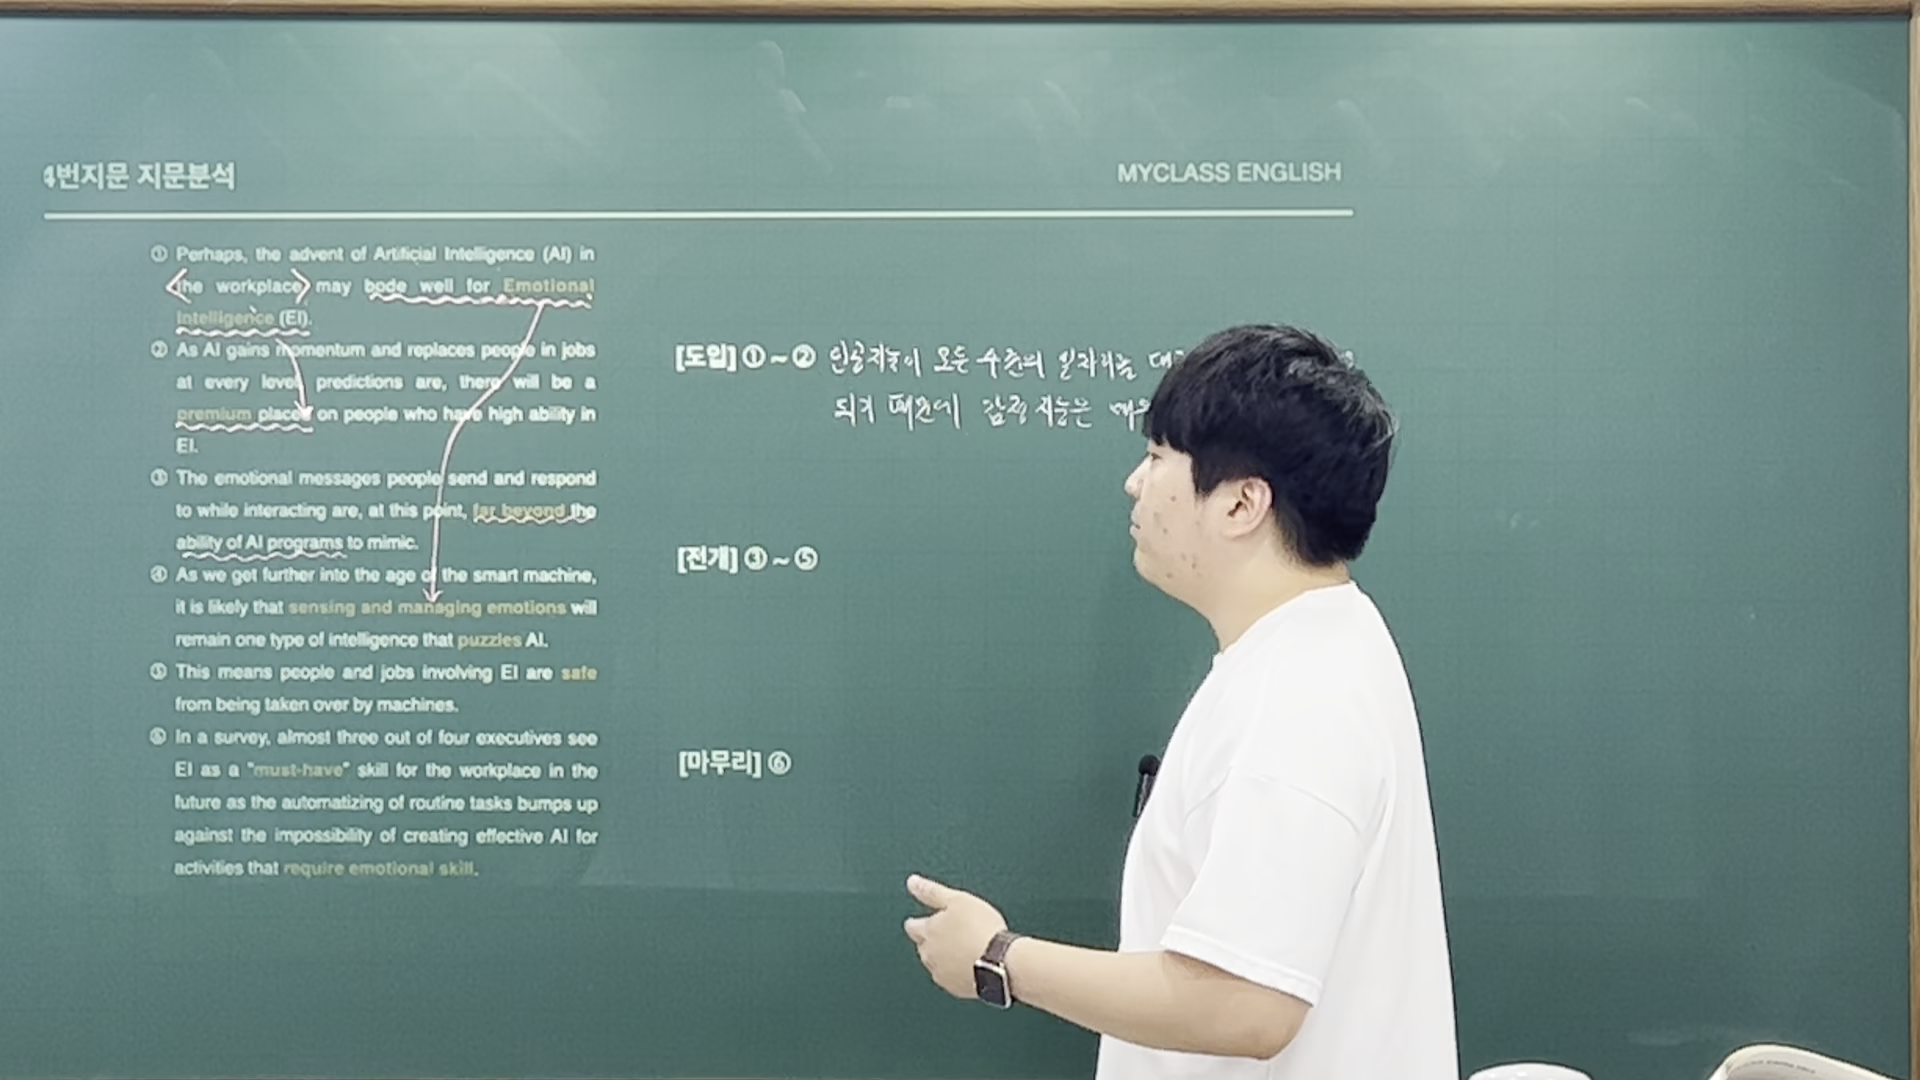 4번지문 지문분석
MYCLASS ENGLISH
① Perhaps, the advent of Artificial Intelligence (AI) in
the workplace may bode well for Emotional
Intelligence (EI).
② As AI gains momentum and replaces people in jobs
at every level, predictions are, there will be a
premium placed on people who have high ability in
EI.
③ The emotional messages people send and respond
to while interacting are, at this point, far beyond the
ability of AI programs to mimic.
④ As we get further into the age of the smart machine,
it is likely that sensing and managing emotions will
remain one type of intelligence that puzzles AI.
⑤ This means people and jobs involving EI are safe
from being taken over by machines.
⑥ In a survey, almost three out of four executives see
EI as a "must-have" skill for the workplace in the
future as the automatizing of routine tasks bumps up
against the impossibility of creating effective AI for
activities that require emotional skill.
[도입] ① ~ ② 인공지능이 모든 수준의 일자리를
되기 때문에 감정 지능은 매우
[전개] ③ ~ ⑤
[마무리] ⑥